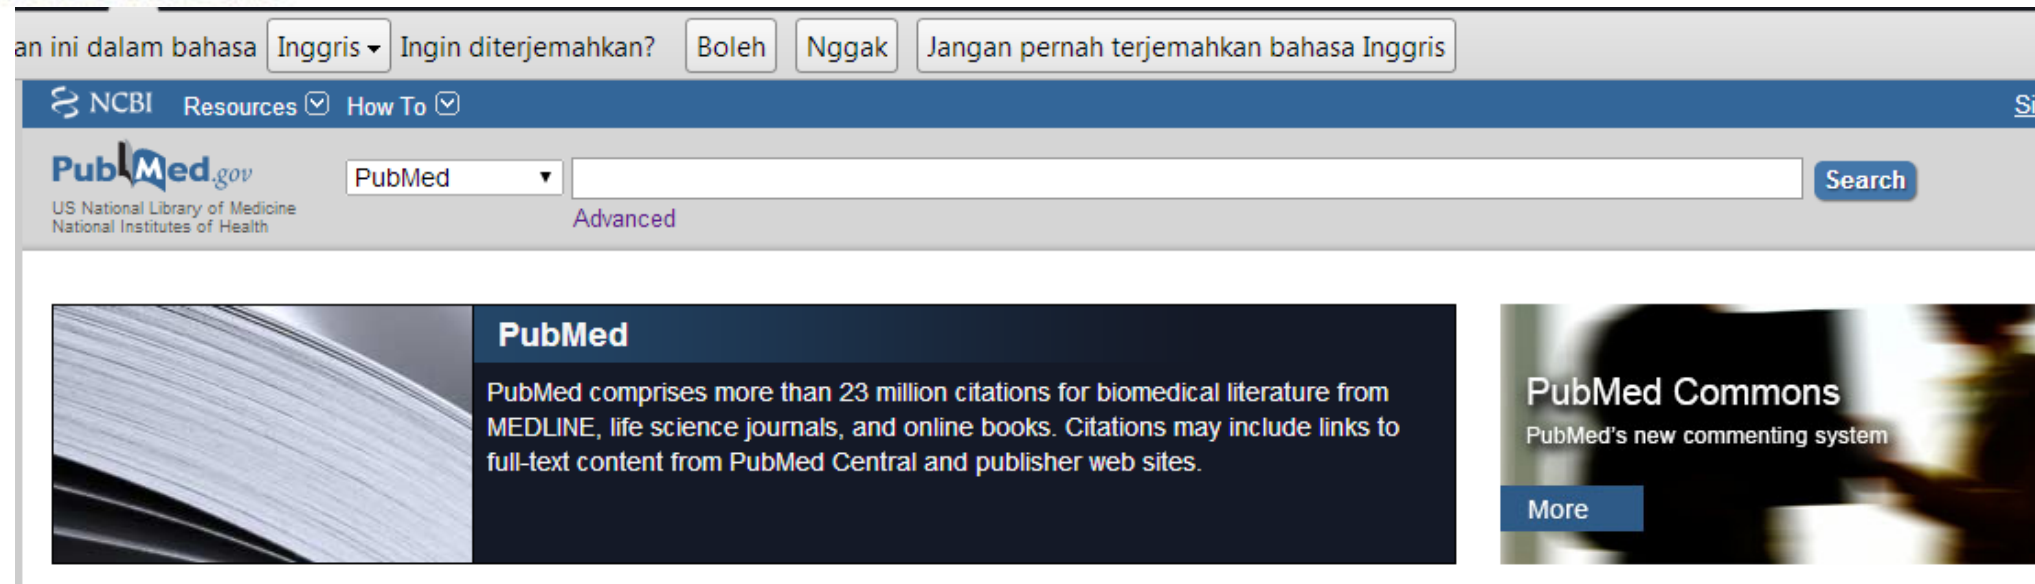 an ini dalam bahasa Inggris Ingin diterjemahkan? Boleh Nggak Jangan pernah terjemahkan bahasa Inggris
NCBI Resources How To
PubMed.gov
US National Library of Medicine
National Institutes of Health
PubMed
Search
Advanced
PubMed
PubMed comprises more than 23 million citations for biomedical literature from
MEDLINE, life science journals, and online books. Citations may include links to
full-text content from PubMed Central and publisher web sites.
PubMed Commons
PubMed's new commenting system
More